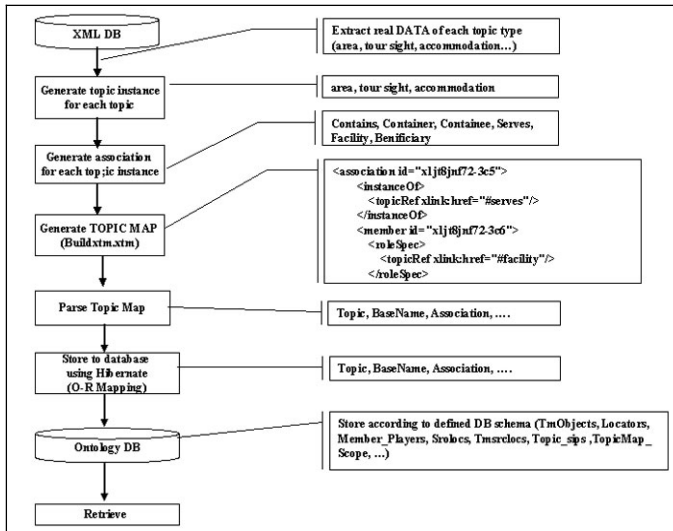 XML DB
Extract real DATA of each topic type
(area, tour sight, accommodation...)
Generate topic instance
for each topic
area, tour sight, accommodation
Contains, Container, Containee, Serves,
Facility, Benificiary
Generate association
for each top;ic instance
<association id="x1jt8jnf72-3c5">
<instanceOf>
<topicRef xlink:href="#serves"/>
</instanceOf>
<member id="x1jt8jnf72-3c6">
<roleSpec>
<topicRef xlink:href="#facility"/>
</roleSpec>
Generate TOPIC MAP
(Buildxtm.xtm)
Parse Topic Map
Topic, BaseName, Association, ....
Store to database
using Hibernate
(O-R Mapping)
Topic, BaseName, Association, ....
Ontology DB
Store according to defined DB schema (TmObjects, Locators,
Member_Players, Srolocs, Tmsrclocs, Topic_sips ,TopicMap_
Scope, ...)
Retrieve